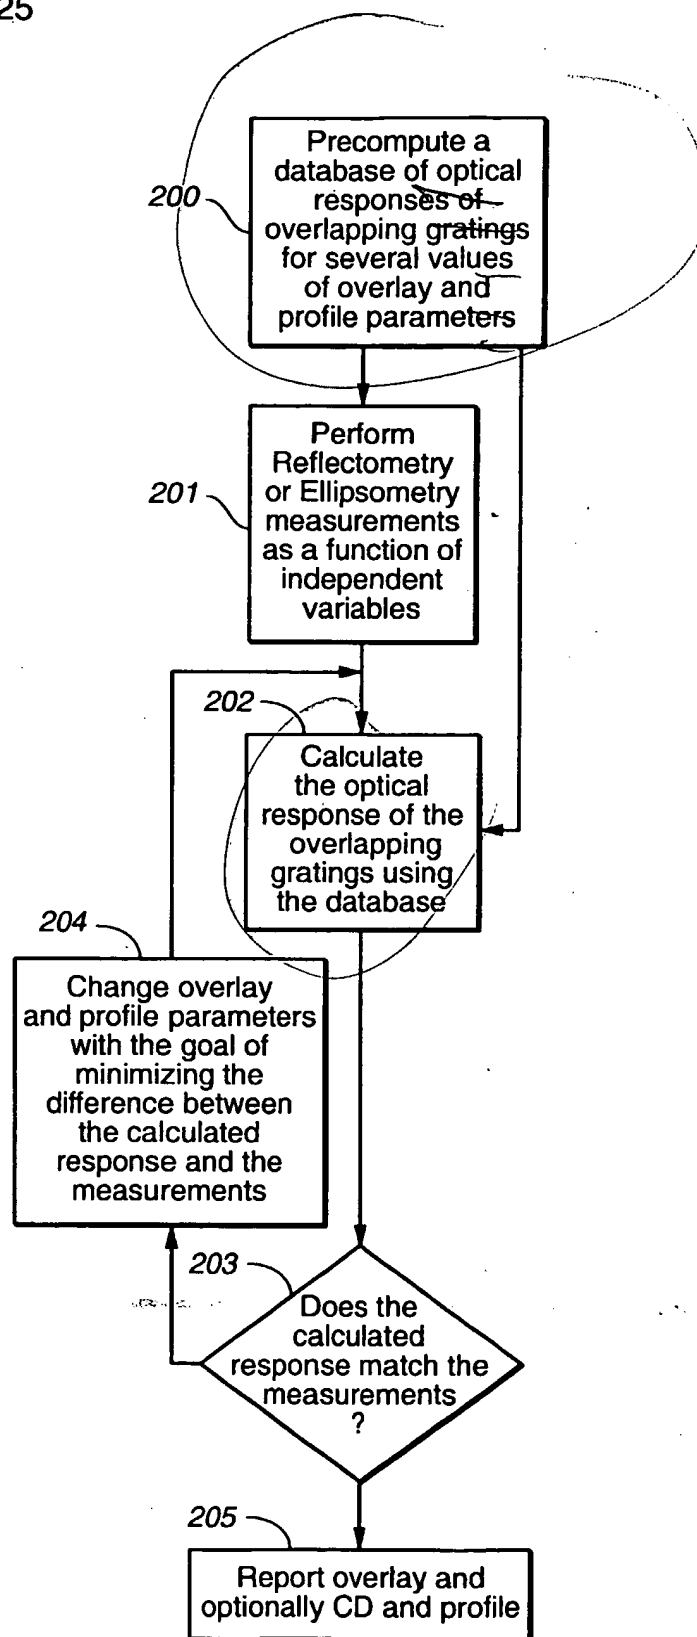 25
200
Precompute a
database of optical
responses of
overlapping gratings
for several values
of overlay and
profile parameters
201
Perform
Reflectometry
or Ellipsometry
measurements
as a function of
independent
variables
202
Calculate
the optical
response of the
overlapping
gratings using
the database
204
Change overlay
and profile parameters
with the goal of
minimizing the
difference between
the calculated
response and the
measurements
203
Does the
calculated
response match the
measurements
?
205
Report overlay and
optionally CD and profile